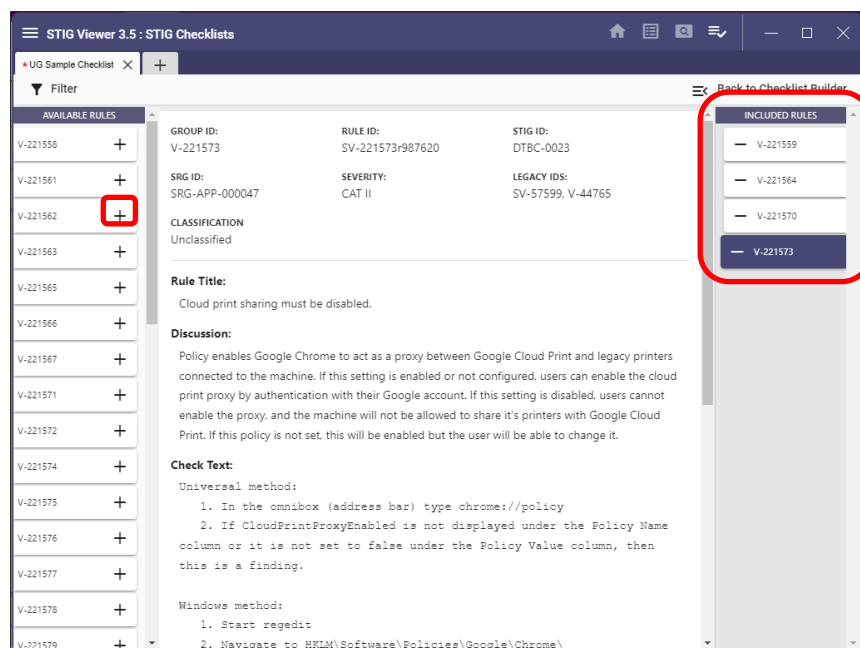 STIG Viewer 3.5 : STIG Checklists
* UG Sample Checklist
Filter
Back to Checklist Builder
AVAILABLE RULES
V-221558
V-221561
V-221562
V-221563
V-221565
V-221566
V-221567
V-221571
V-221572
V-221574
V-221575
V-221576
V-221577
V-221578
V-221579
GROUP ID: RULE ID: STIG ID:
V-221573 SV-221573r987620 DTBC-0023
SRG ID: SEVERITY: LEGACY IDS:
SRG-APP-000047 CAT II SV-57599, V-44765
CLASSIFICATION
Unclassified
Rule Title:
Cloud print sharing must be disabled.
Discussion:
Policy enables Google Chrome to act as a proxy between Google Cloud Print and legacy printers
connected to the machine. If this setting is enabled or not configured, users can enable the cloud
print proxy by authentication with their Google account. If this setting is disabled, users cannot
enable the proxy, and the machine will not be allowed to share it's printers with Google Cloud
Print. If this policy is not set, this will be enabled but the user will be able to change it.
Check Text:
Universal method:
1. In the omnibox (address bar) type chrome://policy
2. If CloudPrintProxyEnabled is not displayed under the Policy Name
column or it is not set to false under the Policy Value column, then
this is a finding.
Windows method:
1. Start regedit
2. Navigate to HKLM\Software\Policies\Google\Chrome\
INCLUDED RULES
V-221559
V-221564
V-221570
V-221573